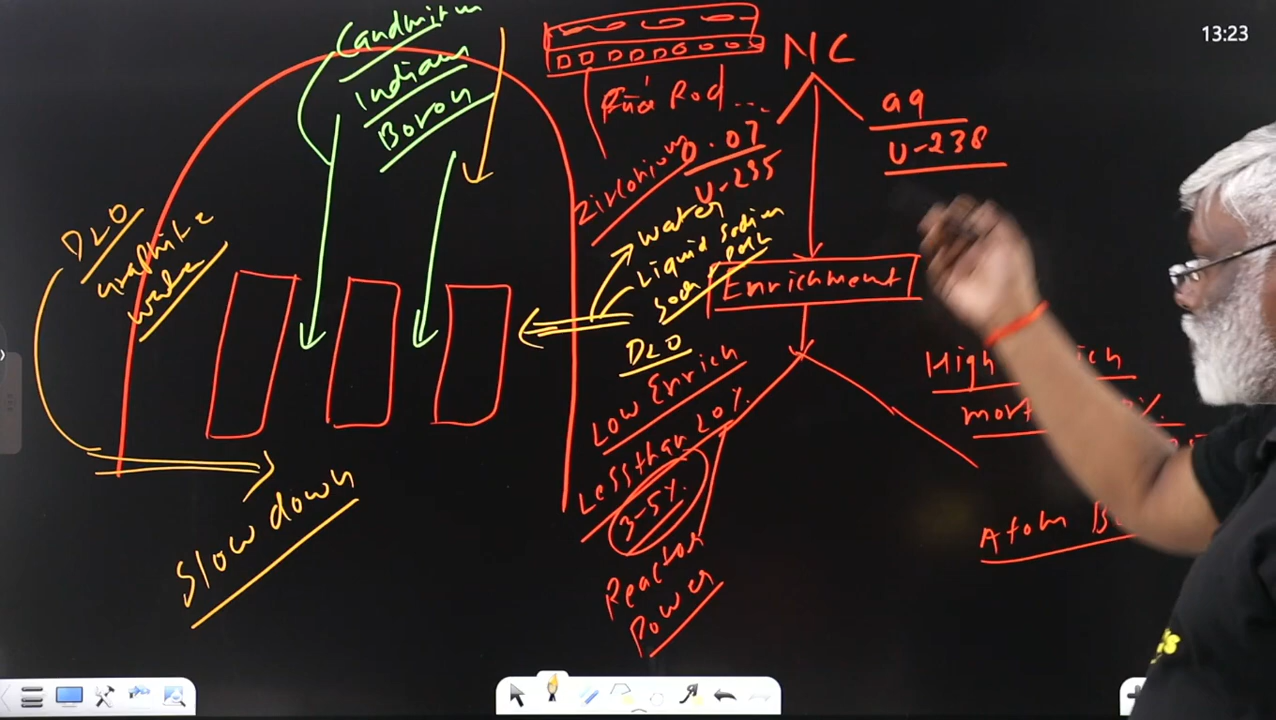 13:23
Candmium
Indium
Boron
Fuel Rod...
NC
99
U-238
0.07
U-235
Zirconium
water
Liquid Sodium
D2O
Graphite
water
D2O
Enrichment
Low Enrich
Less than 20%
3-5%
Reactor
Power
High
Atom
Slow down